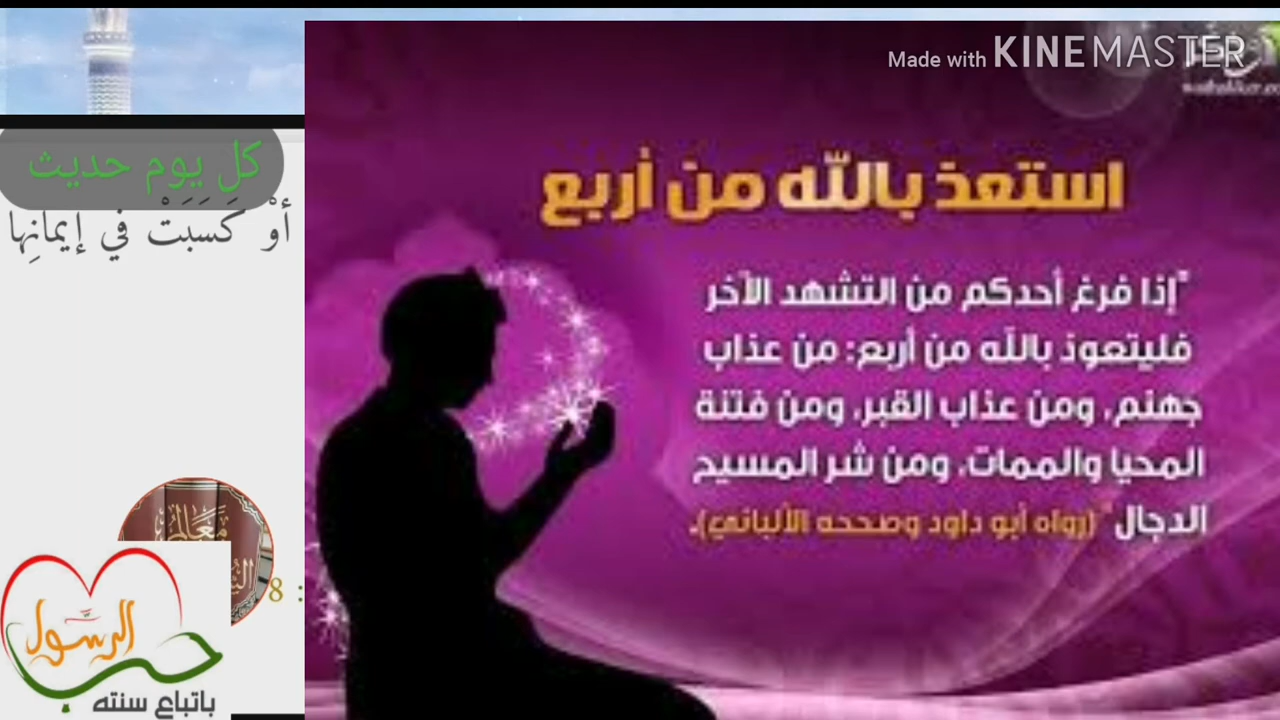 Made with KINEMASTER
استعذ بالله من أربع
"إذا فرغ أحدكم من التشهد الآخر
فليتعوذ بالله من أربع: من عذاب
جهنم، ومن عذاب القبر، ومن فتنة
المحيا والممات، ومن شر المسيح
الدجال" (رواه أبو داود وصححه الألباني).
كل يوم حديث
أَوْ كَسَبَتْ فِي إِيمَانِهَا
مَعَالِمُ
8 :
حب الرسول
باتباع سنته